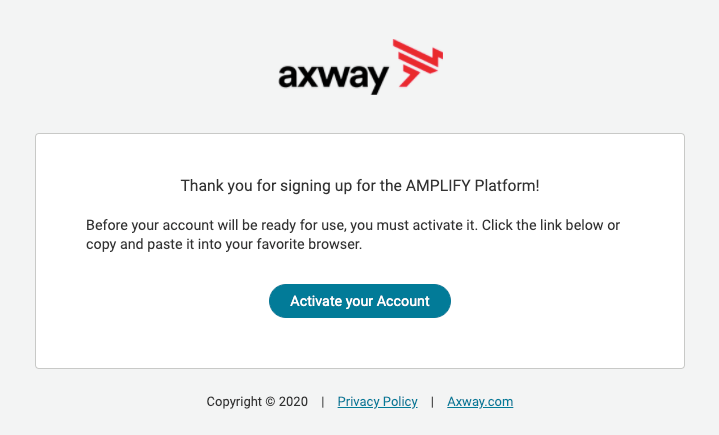 axway
Thank you for signing up for the AMPLIFY Platform!
Before your account will be ready for use, you must activate it. Click the link below or
copy and paste it into your favorite browser.
Activate your Account
Copyright © 2020 | Privacy Policy | Axway.com